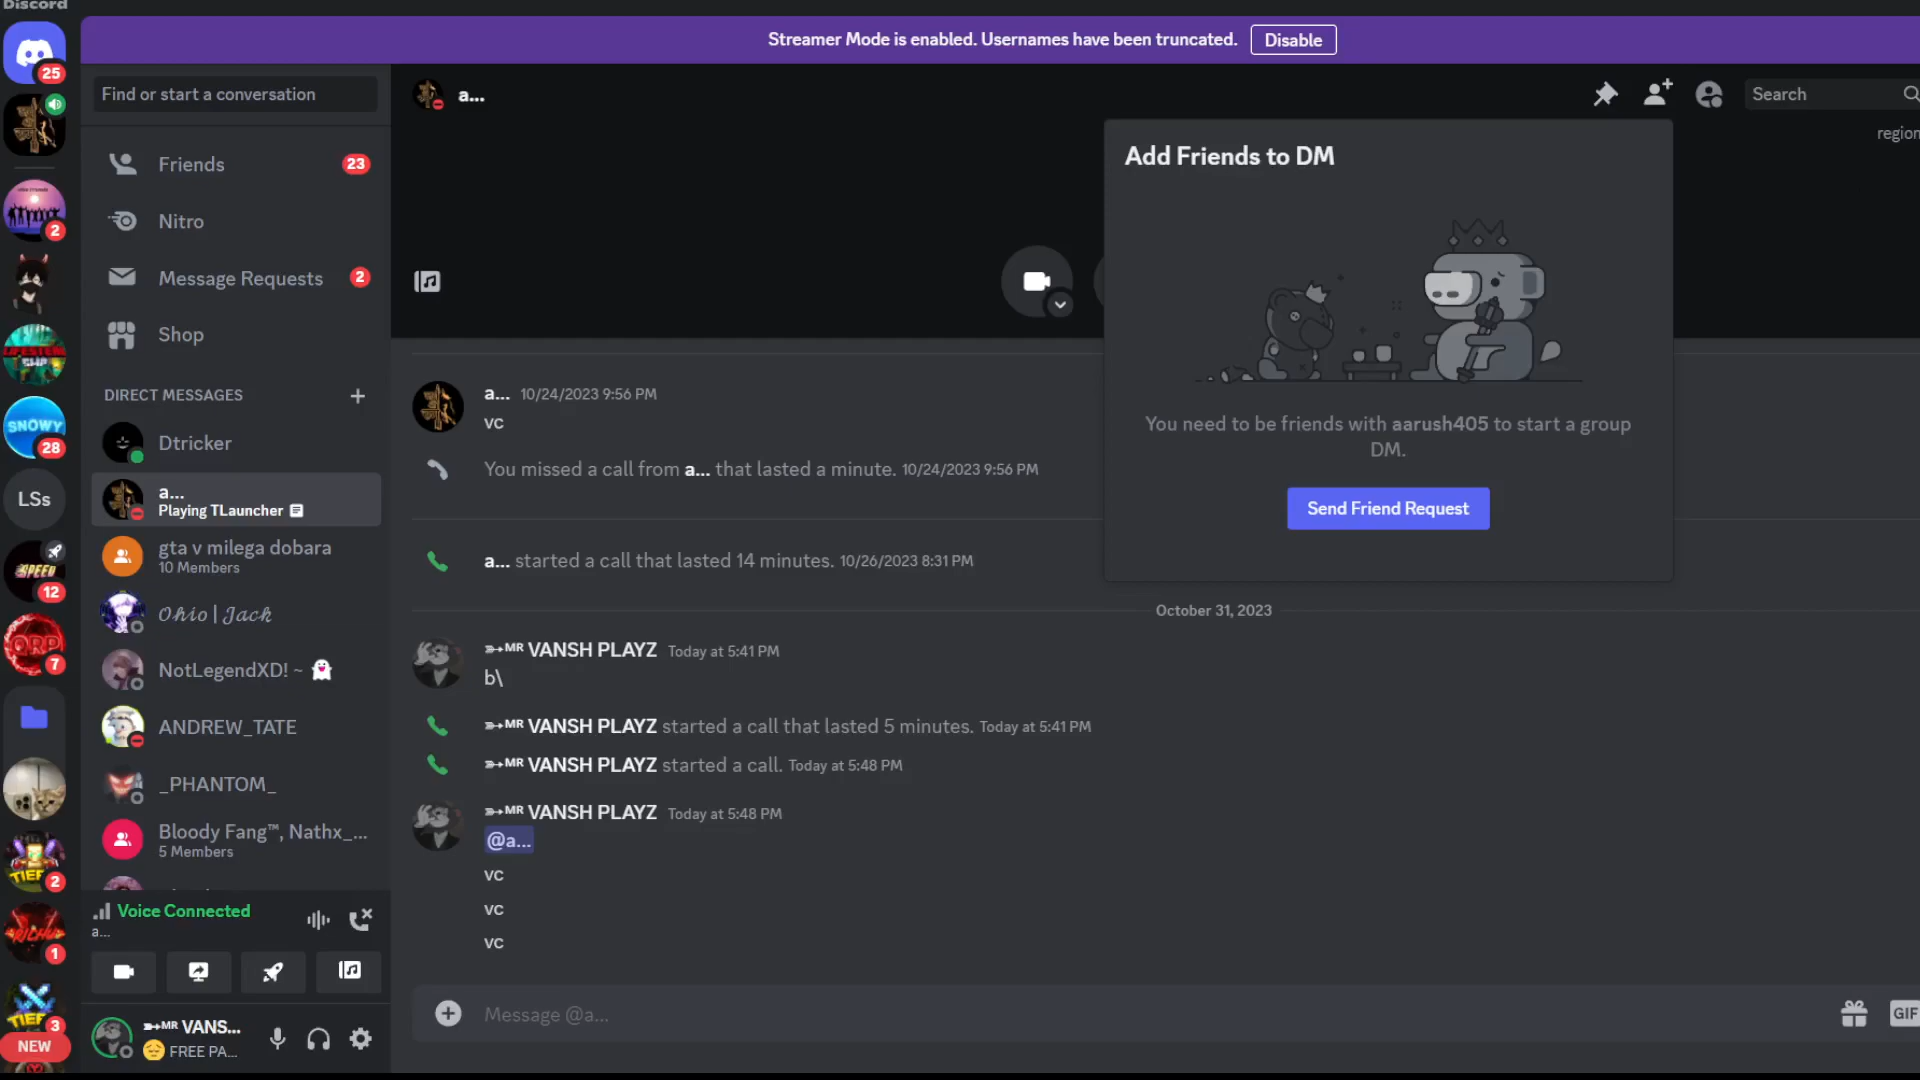 Discord
Streamer Mode is enabled. Usernames have been truncated.
Disable
25
Find or start a conversation
a...
Search
region
Friends
23
Nitro
Message Requests
2
Shop
DIRECT MESSAGES
Dtricker
a...
Playing TLauncher
gta v milega dobara
10 Members
𝓞𝓱𝓲𝓸 | 𝓙𝓪𝓬𝓴
NotLegendXD! ~ 👻
ANDREW_TATE
_PHANTOM_
Bloody Fang™, Nathx_...
5 Members
Voice Connected
a...
➳ᴹᴿ VANS...
😔 FREE PA...
2
SNOWY
28
LSs
SPEED
12
ORP
7
TIER
2
1
TIER
3
NEW
Add Friends to DM
You need to be friends with aarush405 to start a group
DM.
Send Friend Request
a... 10/24/2023 9:56 PM
vc
You missed a call from a... that lasted a minute. 10/24/2023 9:56 PM
a... started a call that lasted 14 minutes. 10/26/2023 8:31 PM
October 31, 2023
➳ᴹᴿ VANSH PLAYZ Today at 5:41 PM
b\
➳ᴹᴿ VANSH PLAYZ started a call that lasted 5 minutes. Today at 5:41 PM
➳ᴹᴿ VANSH PLAYZ started a call. Today at 5:48 PM
➳ᴹᴿ VANSH PLAYZ Today at 5:48 PM
@a...
vc
vc
vc
Message @a...
GIF